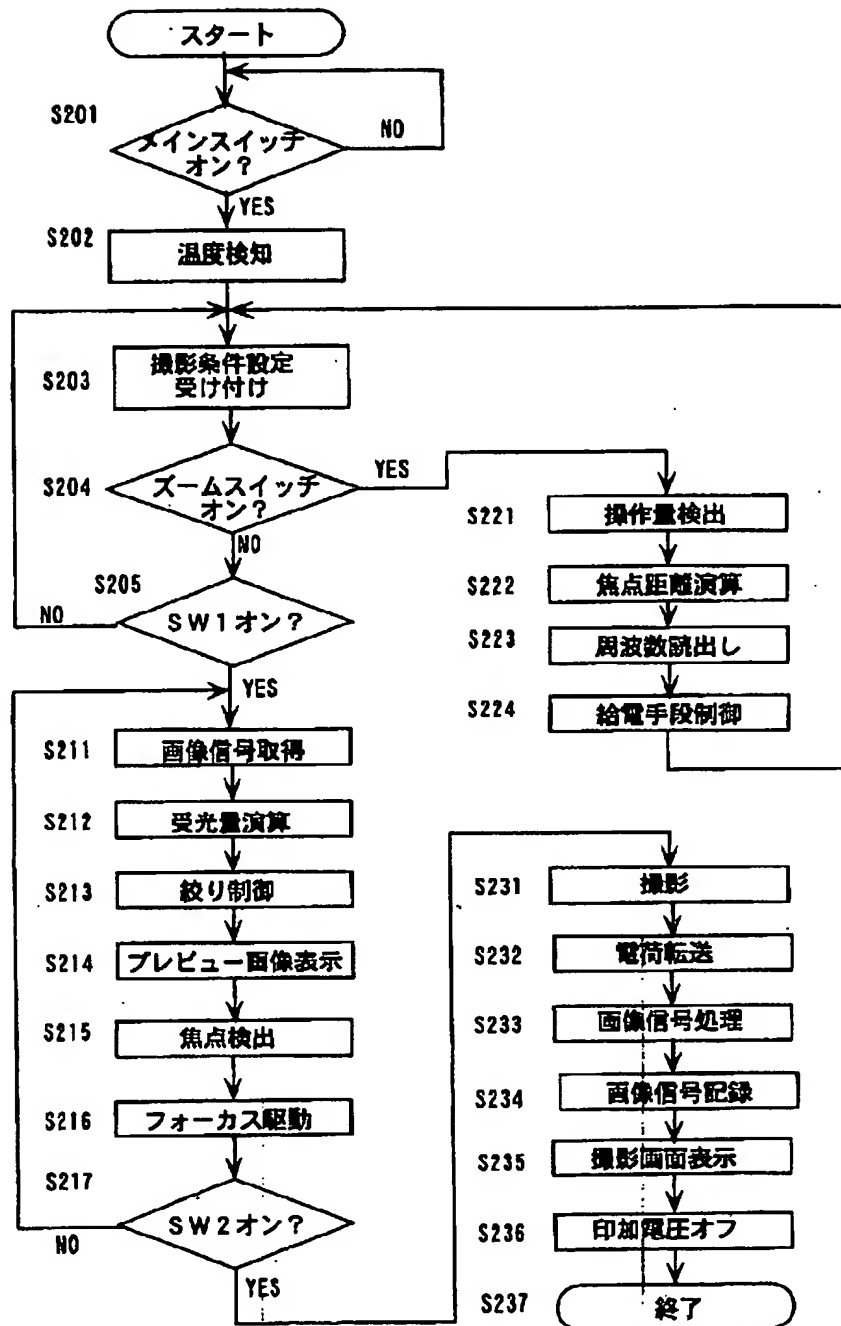 スタート
S201
メインスイッチ
オン？
NO
YES
S202
温度検知
S203
撮影条件設定
受け付け
S204
ズームスイッチ
オン？
YES
NO
S205
SW1オン？
NO
YES
S221
操作量検出
S222
焦点距離演算
S223
周波数読出し
S224
給電手段制御
S211
画像信号取得
S212
受光量演算
S213
絞り制御
S214
プレビュー画像表示
S215
焦点検出
S216
フォーカス駆動
S217
SW2オン？
NO
YES
S231
撮影
S232
電荷転送
S233
画像信号処理
S234
画像信号記録
S235
撮影画面表示
S236
印加電圧オフ
S237
終了